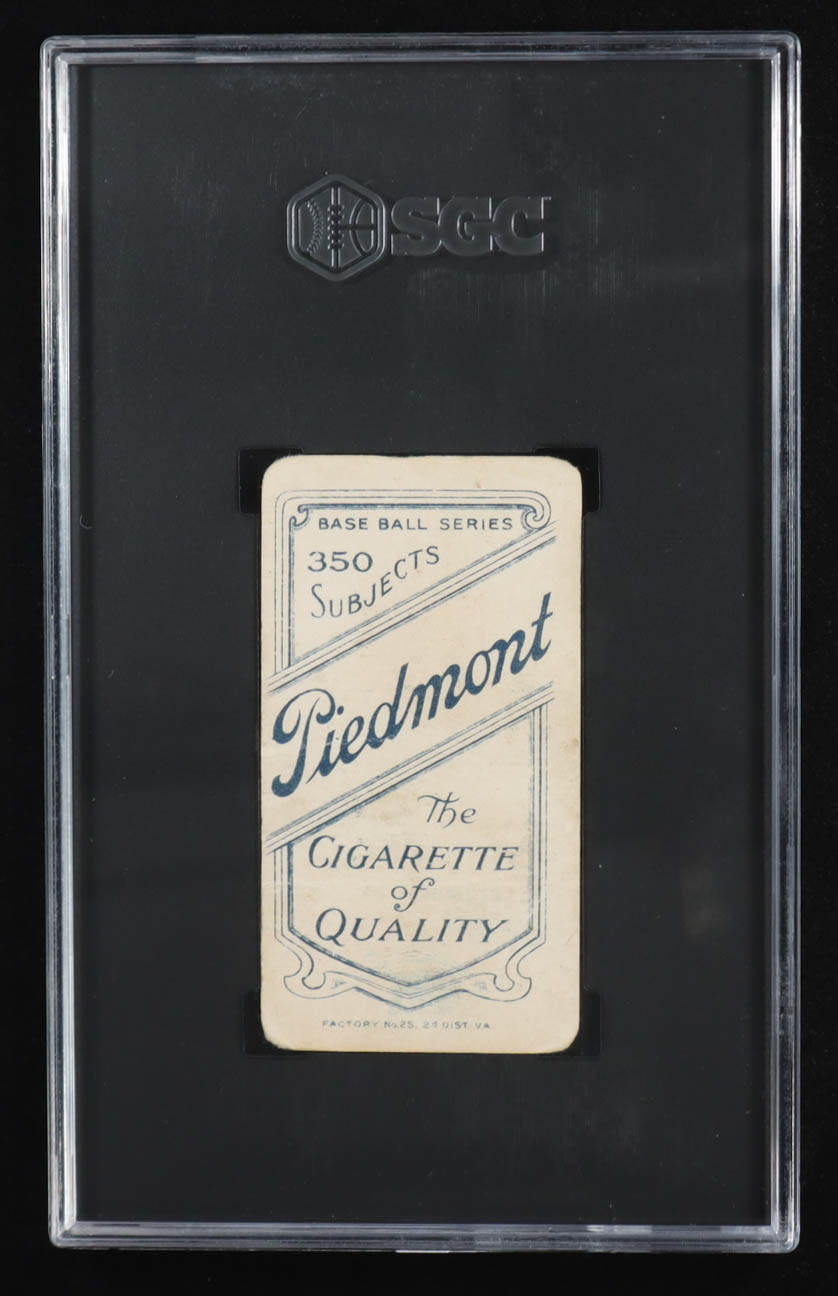 SGC
BASE BALL SERIES
350
SUBJECTS
Piedmont
The
CIGARETTE
of
QUALITY
FACTORY No.25, 2d DIST. VA.